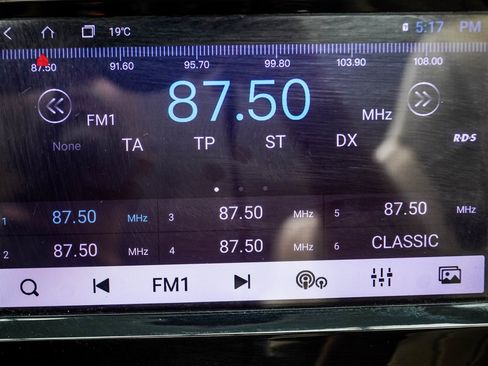 19℃ 5:17 PM
87.50 91.60 95.70 99.80 103.90 108.00
FM1 87.50 MHz
None TA TP ST DX R·D·S
1 87.50 MHz 3 87.50 MHz 5 87.50 MHz
2 87.50 MHz 4 87.50 MHz 6 CLASSIC
FM1